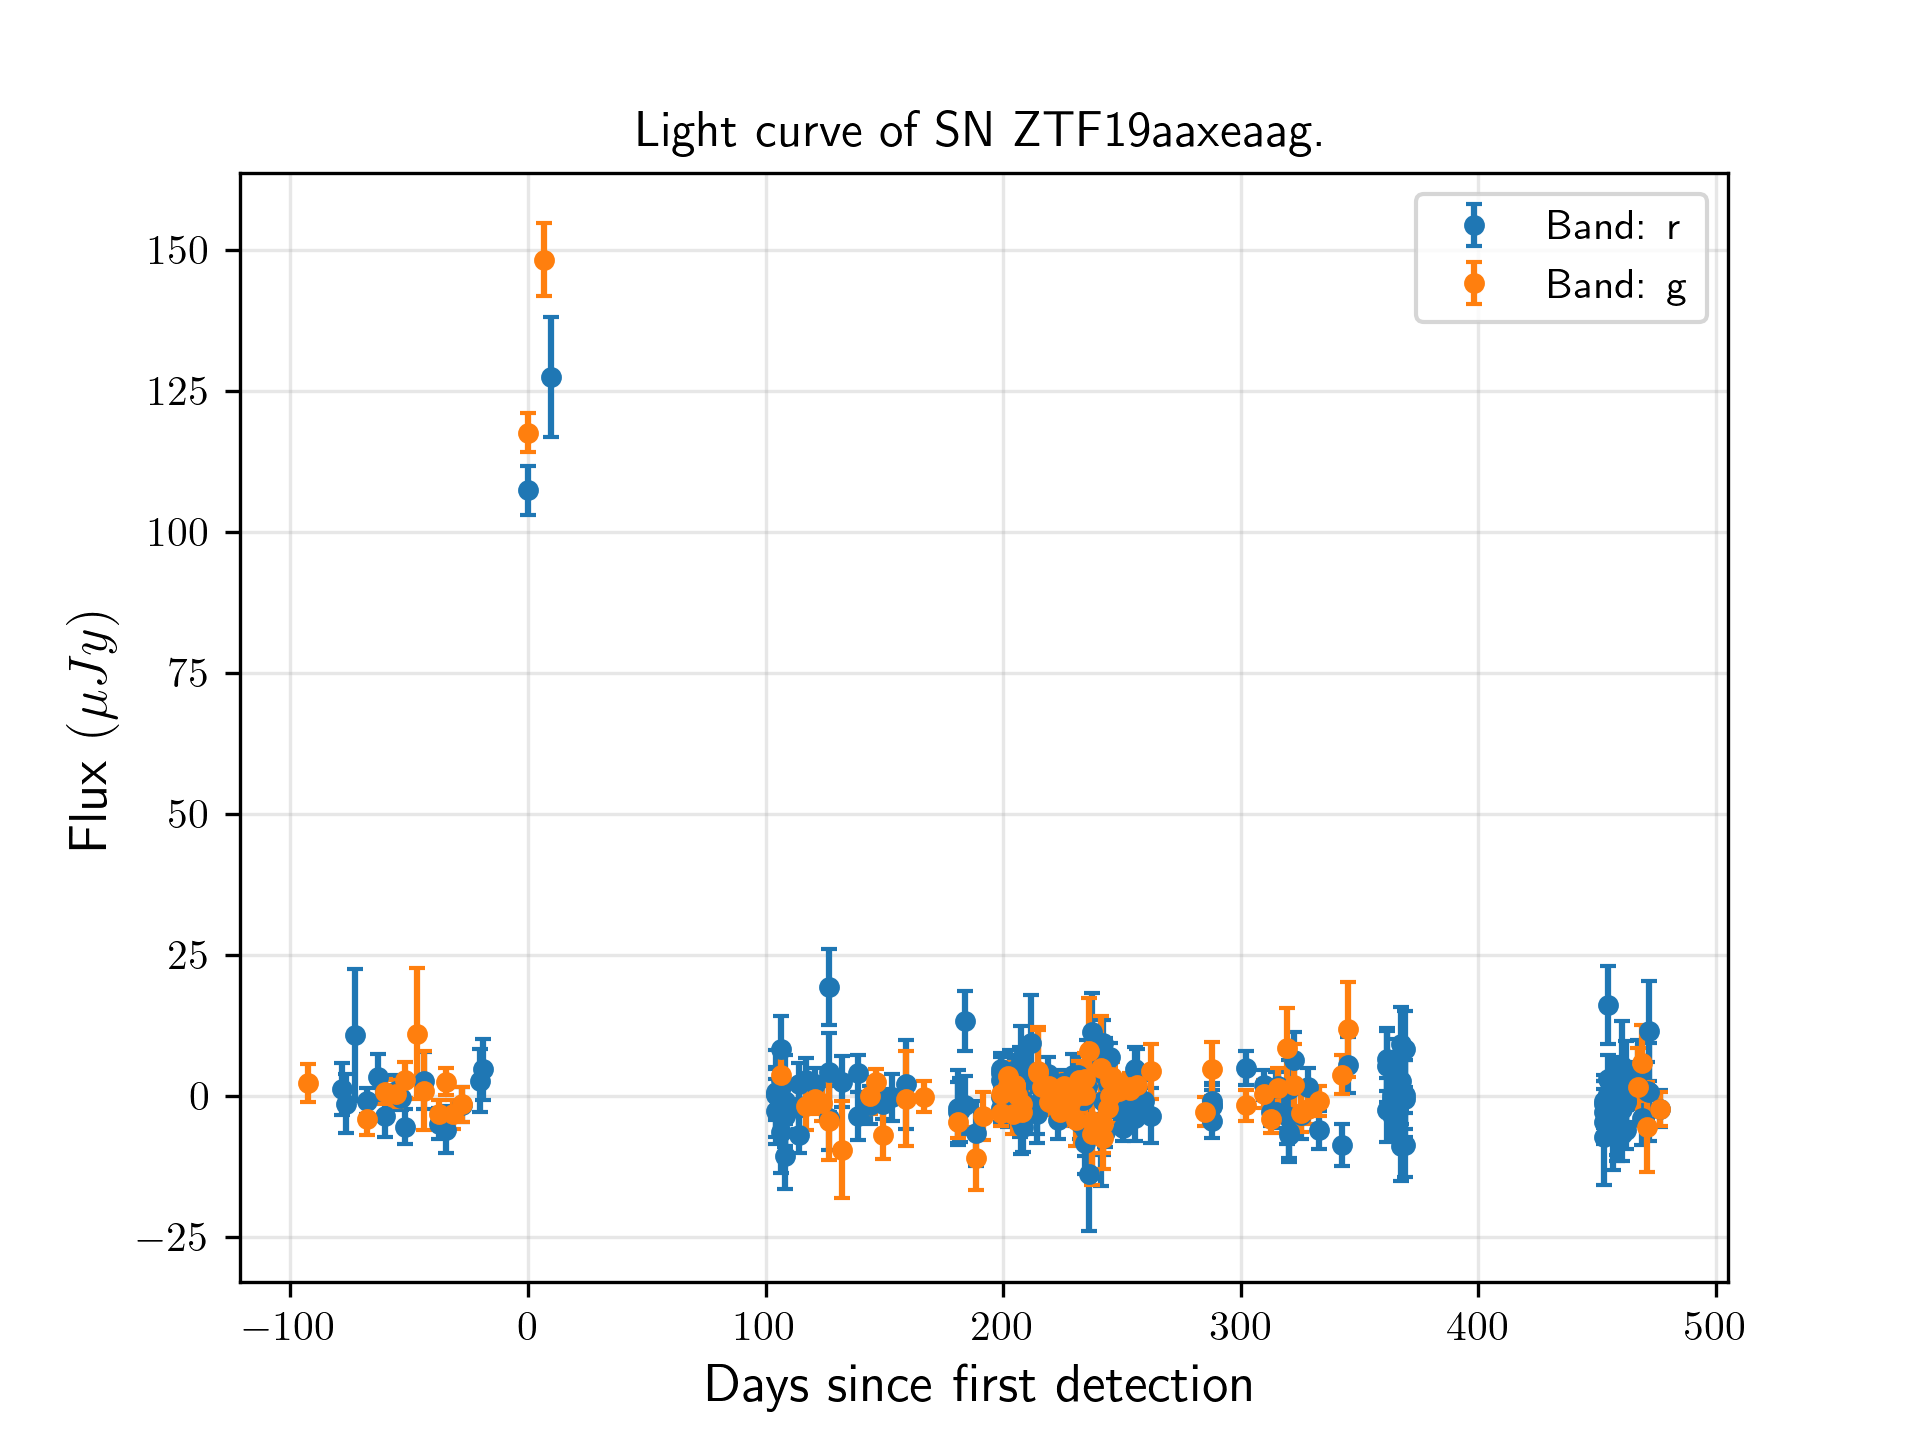 Light curve of SN ZTF19aaxeaag.
Band: r
Band: g
150
125
100
75
50
25
0
−25
Flux (μJy)
−100 0 100 200 300 400 500
Days since first detection